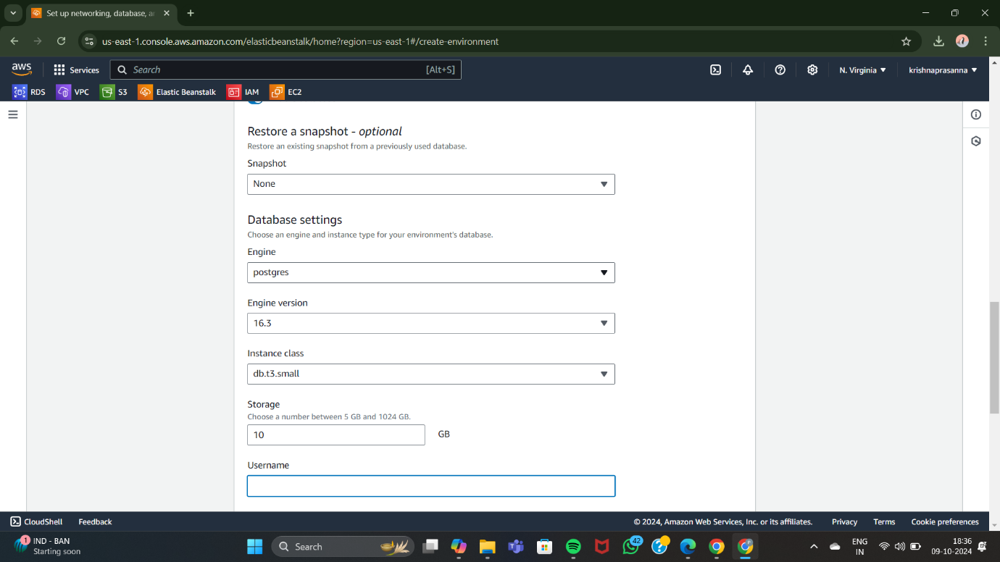 Set up networking, database, ar
us-east-1.console.aws.amazon.com/elasticbeanstalk/home?region=us-east-1#/create-environment
aws Services Search [Alt+S] N. Virginia krishnaprasanna
RDS VPC S3 Elastic Beanstalk IAM EC2
Restore a snapshot - optional
Restore an existing snapshot from a previously used database.
Snapshot
None
Database settings
Choose an engine and instance type for your environment's database.
Engine
postgres
Engine version
16.3
Instance class
db.t3.small
Storage
Choose a number between 5 GB and 1024 GB.
10 GB
Username
CloudShell Feedback © 2024, Amazon Web Services, Inc. or its affiliates. Privacy Terms Cookie preferences
1 IND - BAN
Starting soon
Search
42
ENG
IN
18:36
09-10-2024